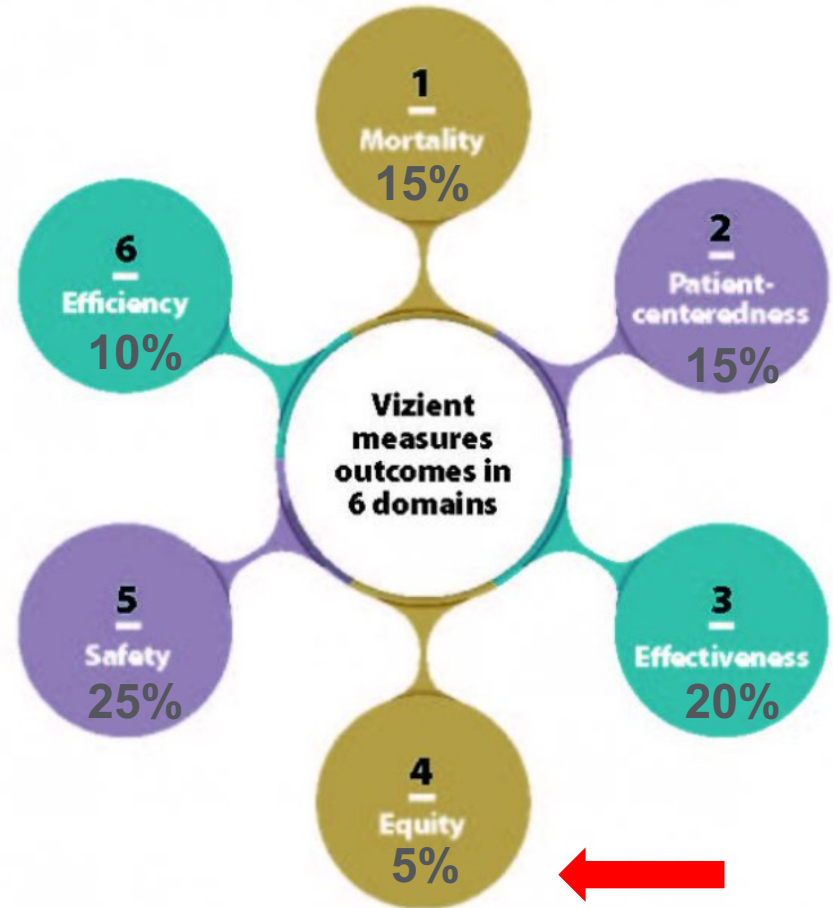 1
Mortality
15%
2
Patient-
centeredness
15%
3
Effectiveness
20%
4
Equity
5%
5
Safety
25%
6
Efficiency
10%
Vizient
measures
outcomes in
6 domains